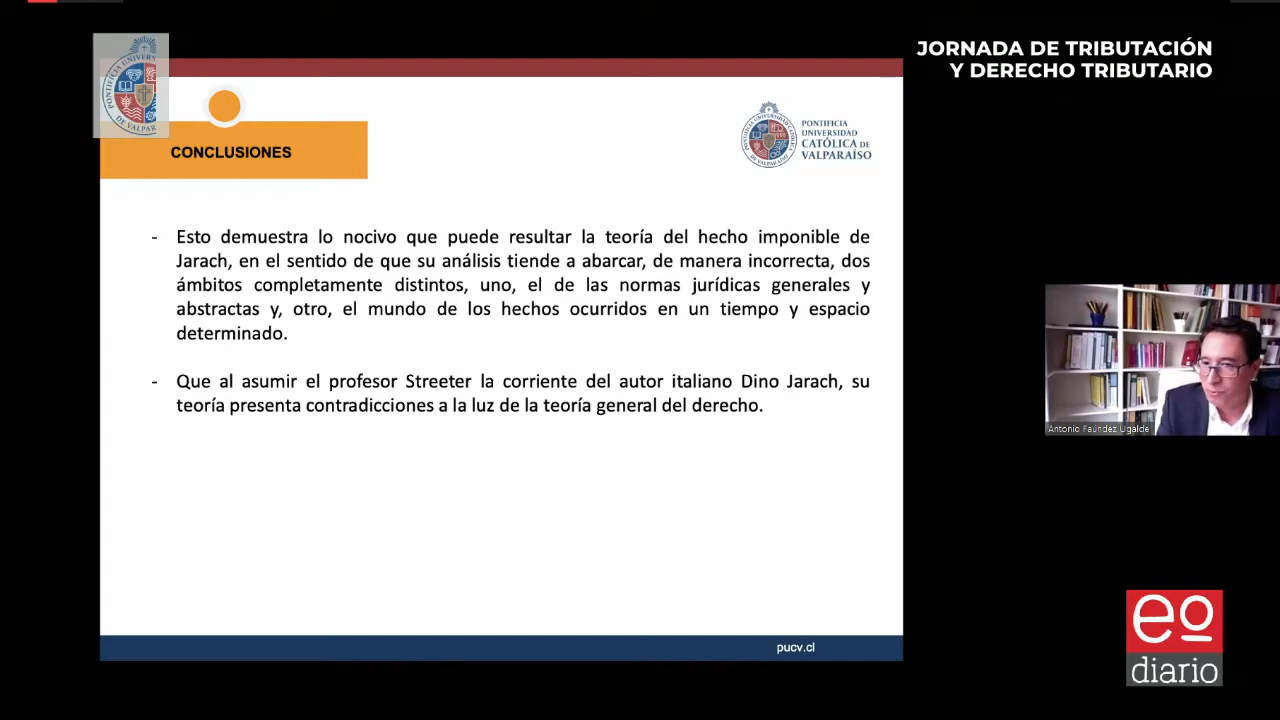 JORNADA DE TRIBUTACIÓN
Y DERECHO TRIBUTARIO
PONTIFICIA UNIVERS
DE VALPAR
CONCLUSIONES
PONTIFICIA
UNIVERSIDAD
CATÓLICA DE
VALPARAÍSO
- Esto demuestra lo nocivo que puede resultar la teoría del hecho imponible de
Jarach, en el sentido de que su análisis tiende a abarcar, de manera incorrecta, dos
ámbitos completamente distintos, uno, el de las normas jurídicas generales y
abstractas y, otro, el mundo de los hechos ocurridos en un tiempo y espacio
determinado.
- Que al asumir el profesor Streeter la corriente del autor italiano Dino Jarach, su
teoría presenta contradicciones a la luz de la teoría general del derecho.
Antonio Faúndez Ugalde
pucv.cl
eo
diario